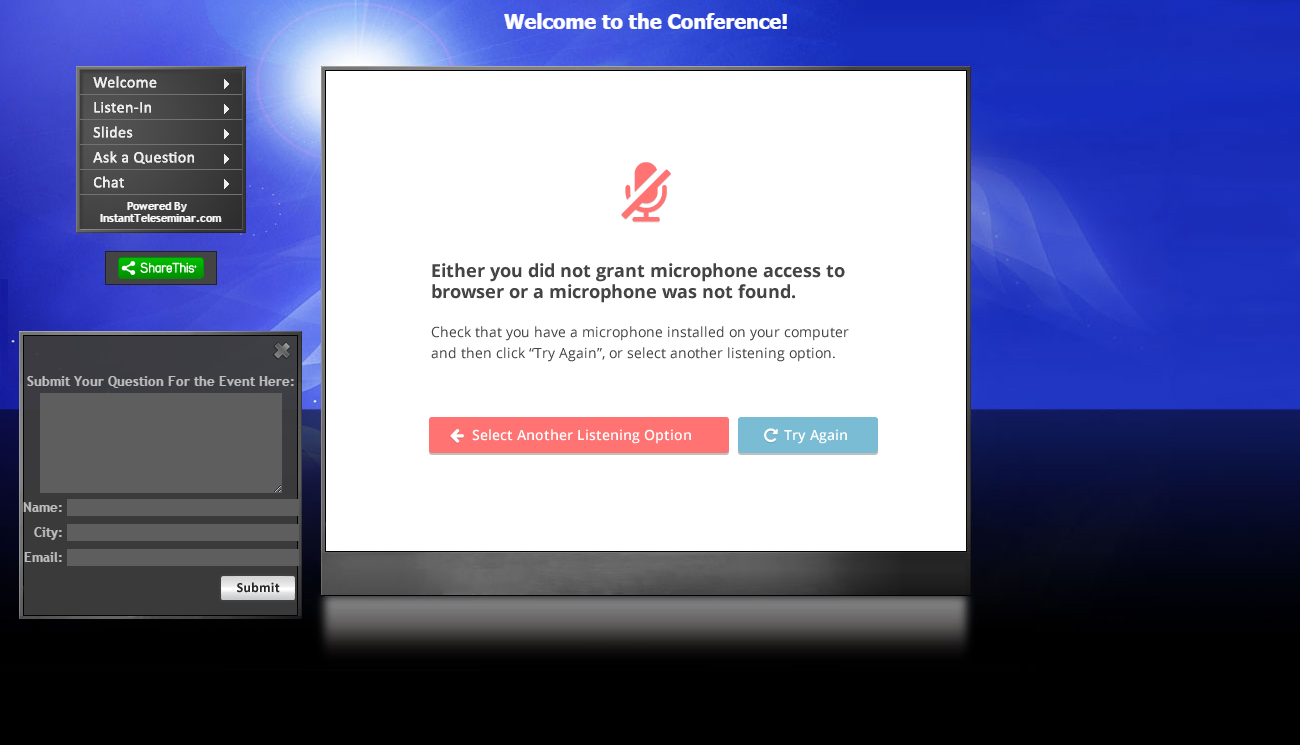 Welcome to the Conference!
Welcome
Listen-In
Slides
Ask a Question
Chat
Powered By
InstantTeleseminar.com
ShareThis
Either you did not grant microphone access to
browser or a microphone was not found.
Check that you have a microphone installed on your computer
and then click “Try Again”, or select another listening option.
Select Another Listening Option
Try Again
Submit Your Question For the Event Here:
Name:
City:
Email:
Submit